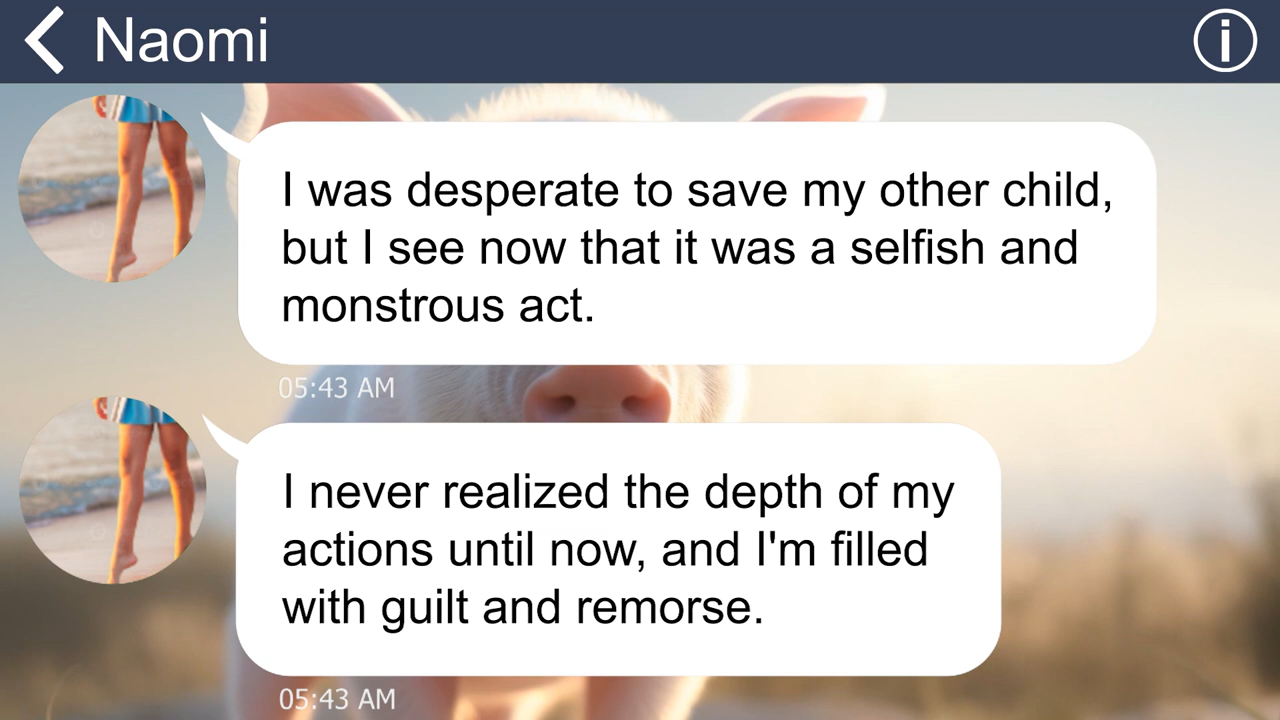 Naomi
i
I was desperate to save my other child,
but I see now that it was a selfish and
monstrous act.
05:43 AM
I never realized the depth of my
actions until now, and I'm filled
with guilt and remorse.
05:43 AM